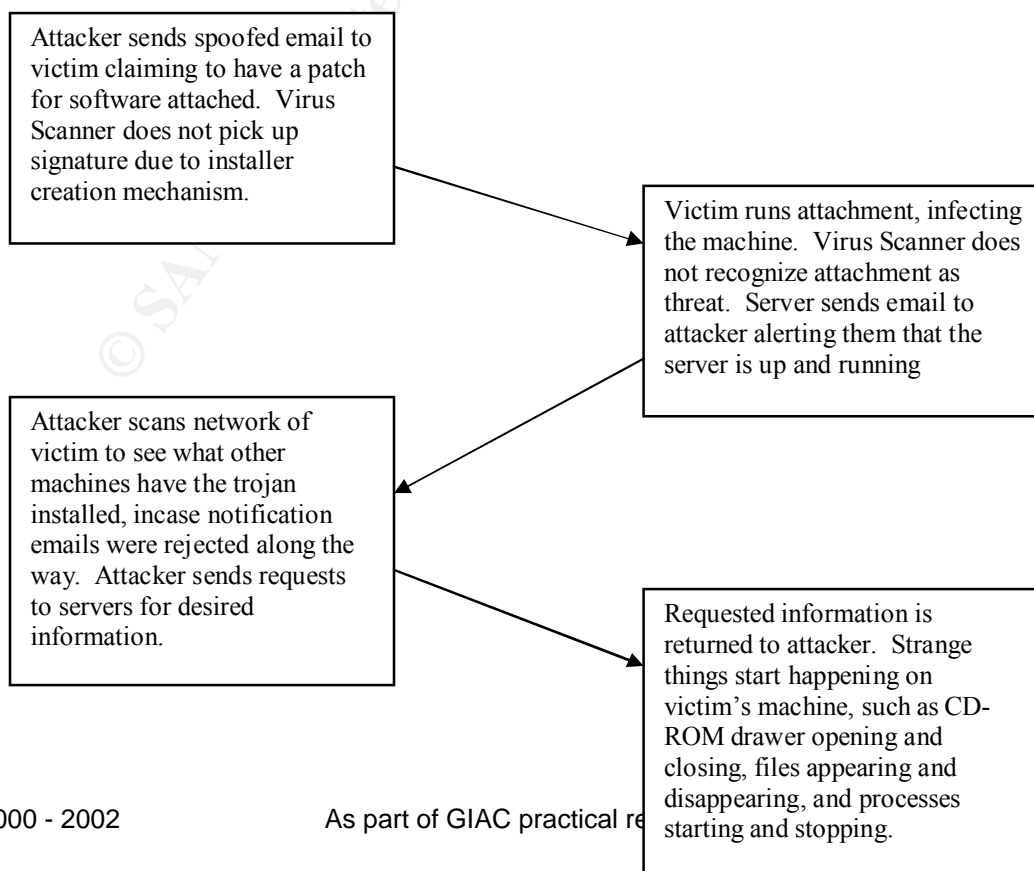 Attacker sends spoofed email to
victim claiming to have a patch
for software attached.  Virus
Scanner does not pick up
signature due to installer
creation mechanism.
Victim runs attachment, infecting
the machine.  Virus Scanner does
not recognize attachment as
threat.  Server sends email to
attacker alerting them that the
server is up and running
Attacker scans network of
victim to see what other
machines have the trojan
installed, incase notification
emails were rejected along the
way.  Attacker sends requests
to servers for desired
information.
Requested information is
returned to attacker.  Strange
things start happening on
victim's machine, such as CD-
ROM drawer opening and
closing, files appearing and
disappearing, and processes
starting and stopping.
000 - 2002
As part of GIAC practical re
© SA